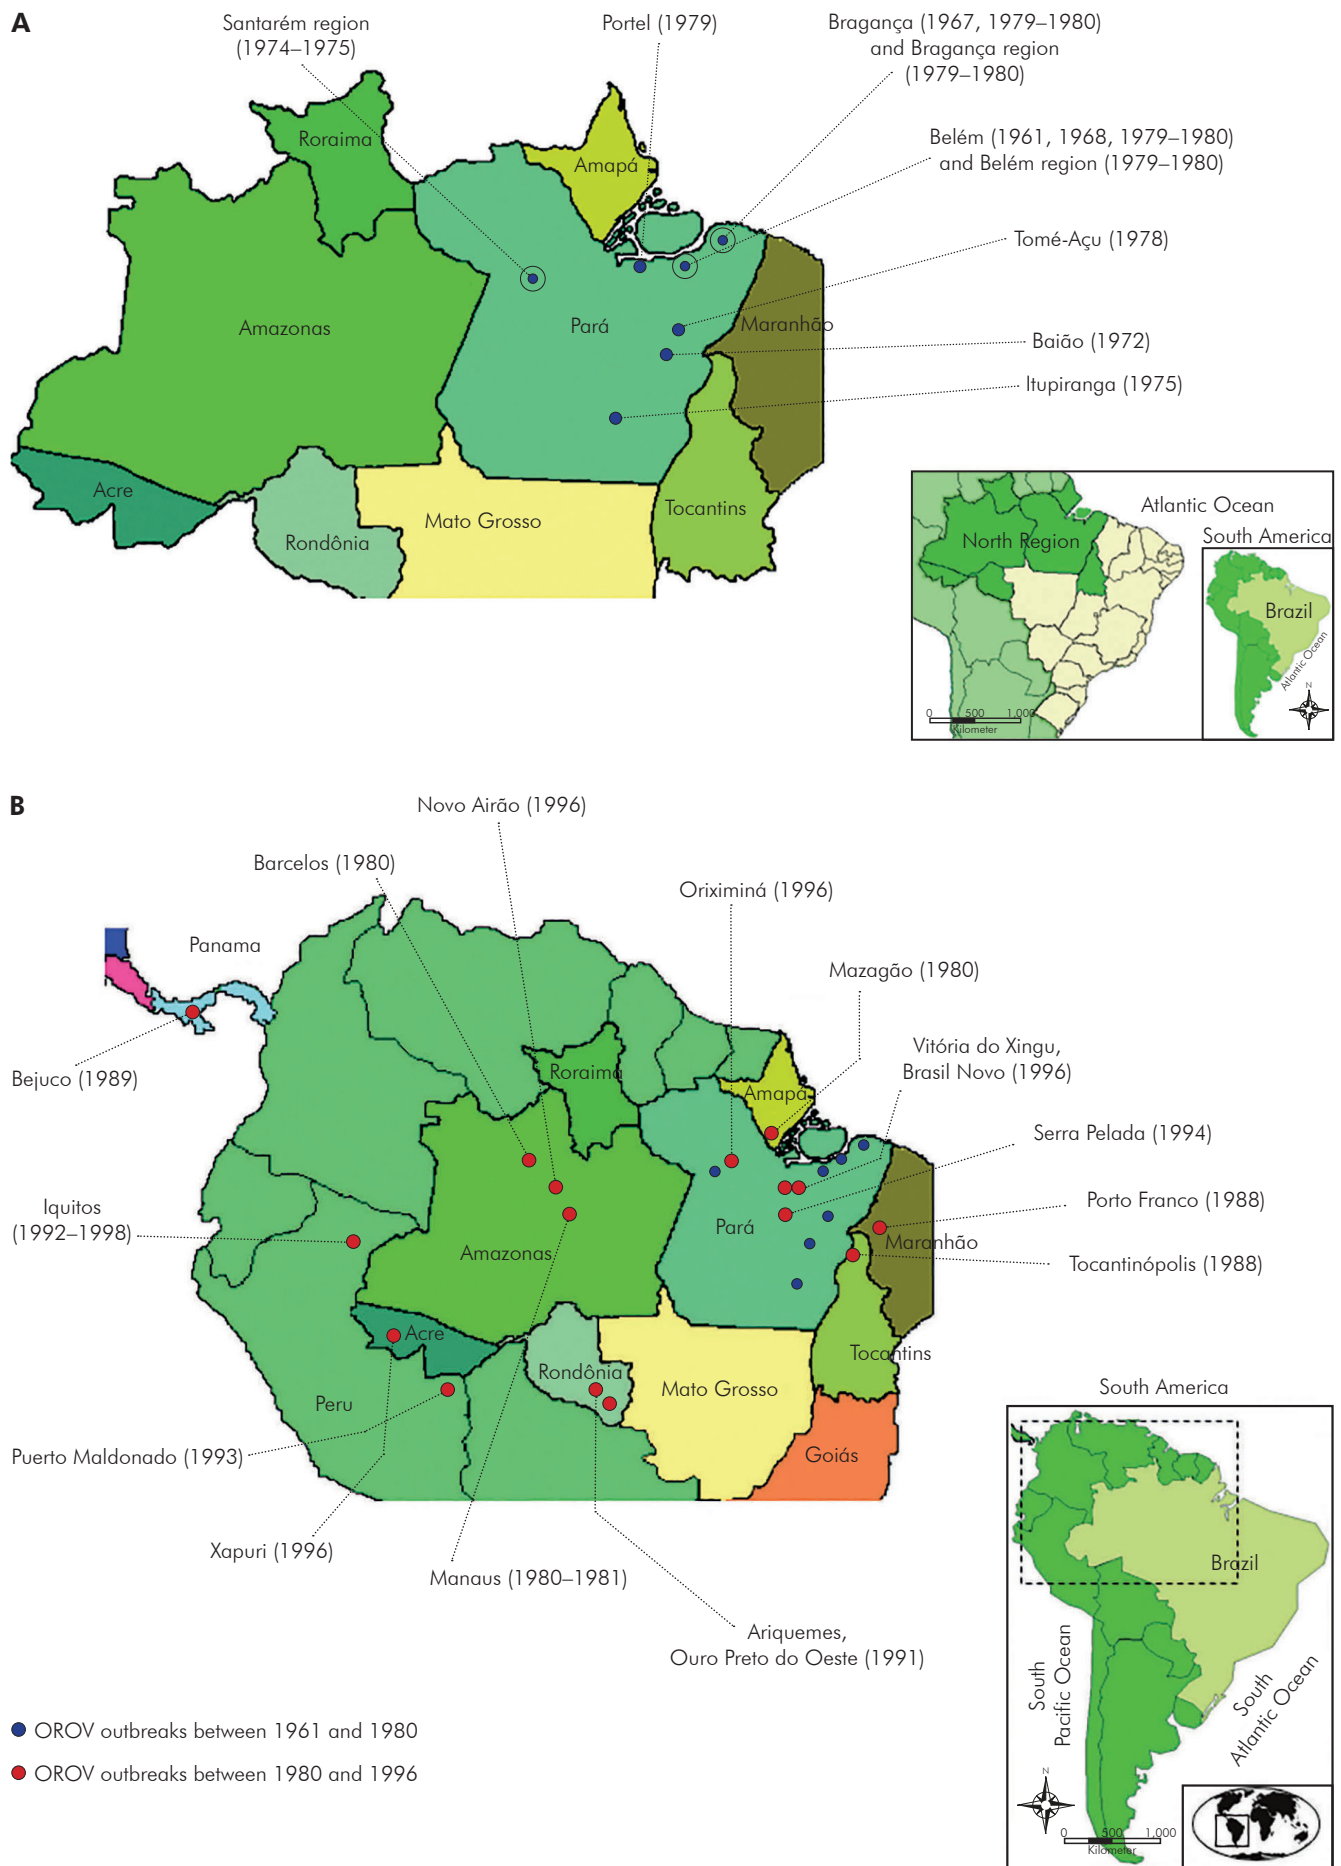 A
Santarém region
(1974–1975)
Portel (1979)
Bragança (1967, 1979–1980)
and Bragança region
(1979–1980)
Belém (1961, 1968, 1979–1980)
and Belém region (1979–1980)
Roraima
Amapá
Tomé-Açu (1978)
Amazonas
Pará
Maranhão
Baião (1972)
Itupiranga (1975)
Acre
Rondônia
Mato Grosso
Tocantins
North Region
Atlantic Ocean
South America
Brazil
Atlantic Ocean
N
0 500 1,000
Kilometer
B
Novo Airão (1996)
Barcelos (1980)
Oriximiná (1996)
Panama
Mazagão (1980)
Bejuco (1989)
Vitória do Xingu,
Brasil Novo (1996)
Roraima
Amapá
Serra Pelada (1994)
Iquitos
(1992–1998)
Porto Franco (1988)
Pará
Amazonas
Maranhão
Tocantinópolis (1988)
Acre
Rondônia
Tocantins
Peru
Mato Grosso
Goiás
Puerto Maldonado (1993)
Xapuri (1996)
Manaus (1980–1981)
Ariquemes,
Ouro Preto do Oeste (1991)
South America
Brazil
South
Pacific Ocean
South
Atlantic Ocean
N
0 500 1,000
Kilometer
OROV outbreaks between 1961 and 1980
OROV outbreaks between 1980 and 1996